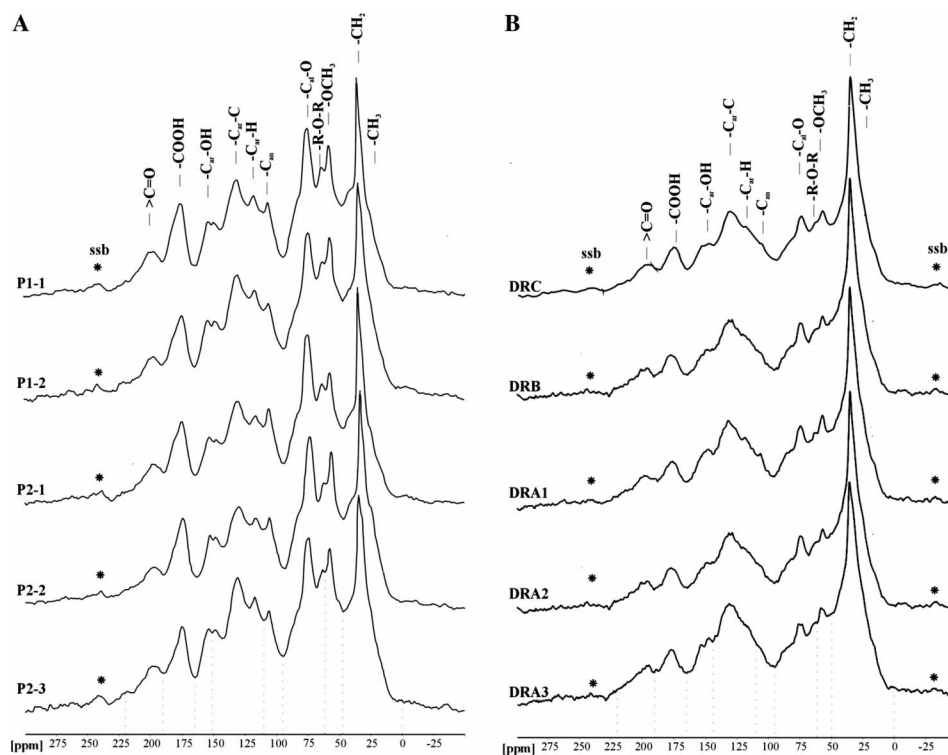 A
B
>C=O
-COOH
-Car-OH
-Car-C
-Car-H
-Can
-Cal-O
-R-O-R
-OCH3
-CH2
-CH3
ssb
P1-1
P1-2
P2-1
P2-2
P2-3
[ppm] 275 250 225 200 175 150 125 100 75 50 25 0 -25
>C=O
-COOH
-Car-OH
-Car-C
-Car-H
-Can
-Cal-O
-R-O-R
-OCH3
-CH2
-CH3
ssb
ssb
DRC
DRB
DRA1
DRA2
DRA3
[ppm] 275 250 225 200 175 150 125 100 75 50 25 0